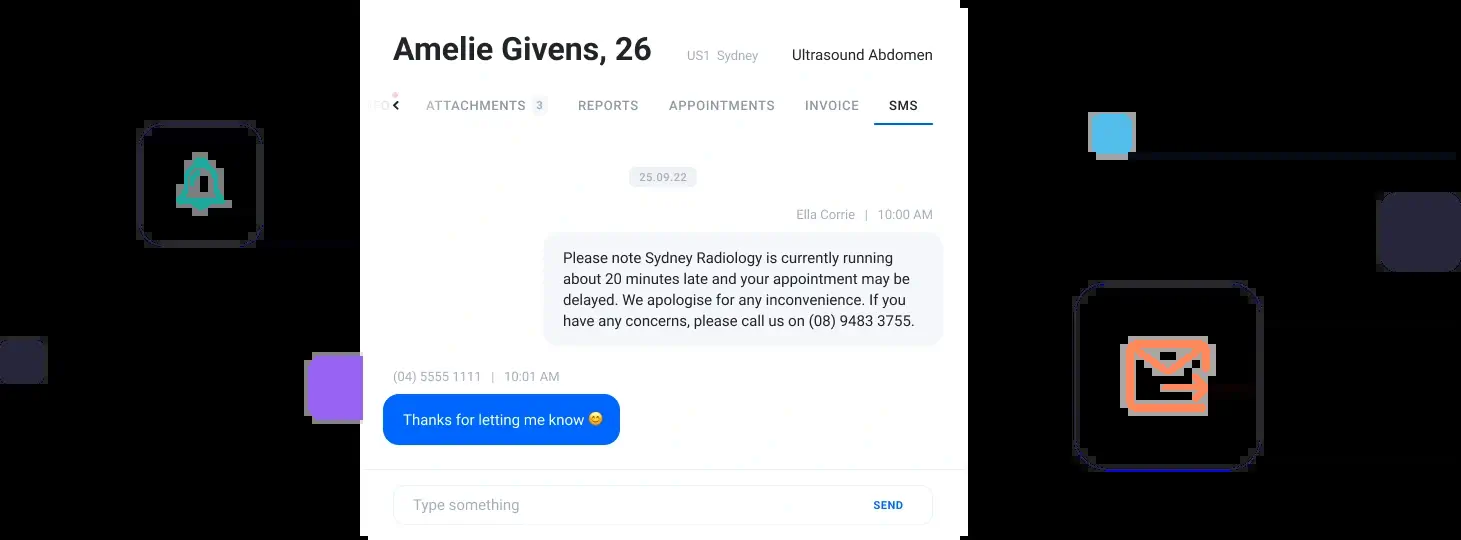 Amelie Givens, 26 US1 Sydney Ultrasound Abdomen
ATTACHMENTS 3 REPORTS APPOINTMENTS INVOICE SMS
25.09.22
Ella Corrie | 10:00 AM
Please note Sydney Radiology is currently running
about 20 minutes late and your appointment may be
delayed. We apologise for any inconvenience. If you
have any concerns, please call us on (08) 9483 3755.
(04) 5555 1111 | 10:01 AM
Thanks for letting me know 😊
Type something SEND